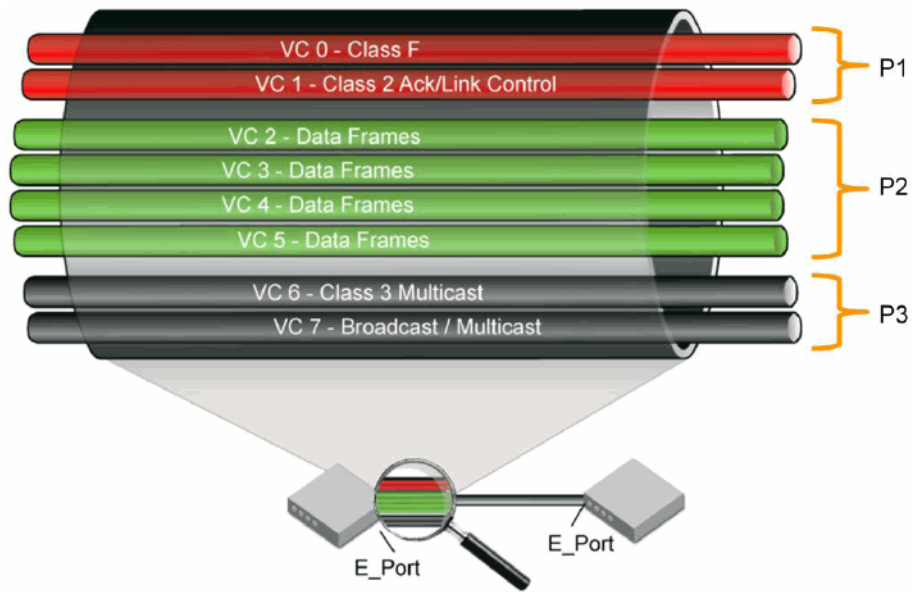 VC 0 - Class F
VC 1 - Class 2 Ack/Link Control
P1
VC 2 - Data Frames
VC 3 - Data Frames
VC 4 - Data Frames
VC 5 - Data Frames
P2
VC 6 - Class 3 Multicast
VC 7 - Broadcast / Multicast
P3
E_Port
E_Port